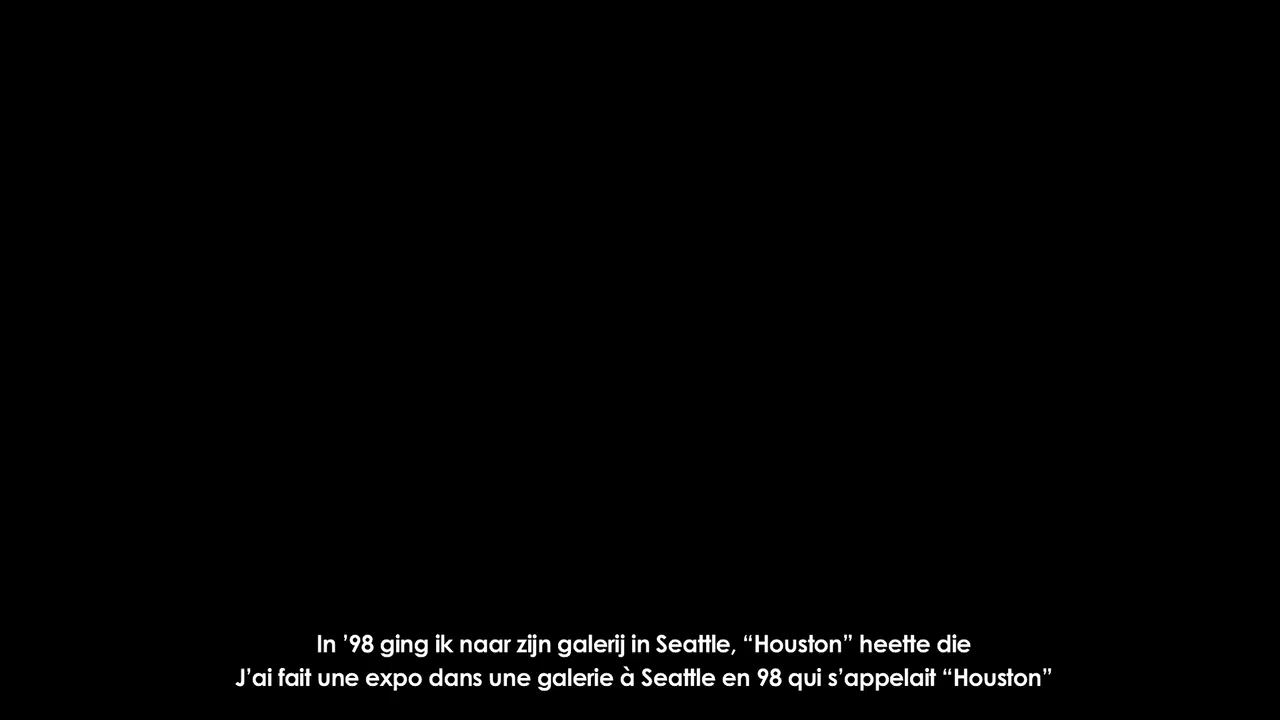 In ’98 ging ik naar zijn galerij in Seattle, “Houston” heette die
J’ai fait une expo dans une galerie à Seattle en 98 qui s’appelait “Houston”